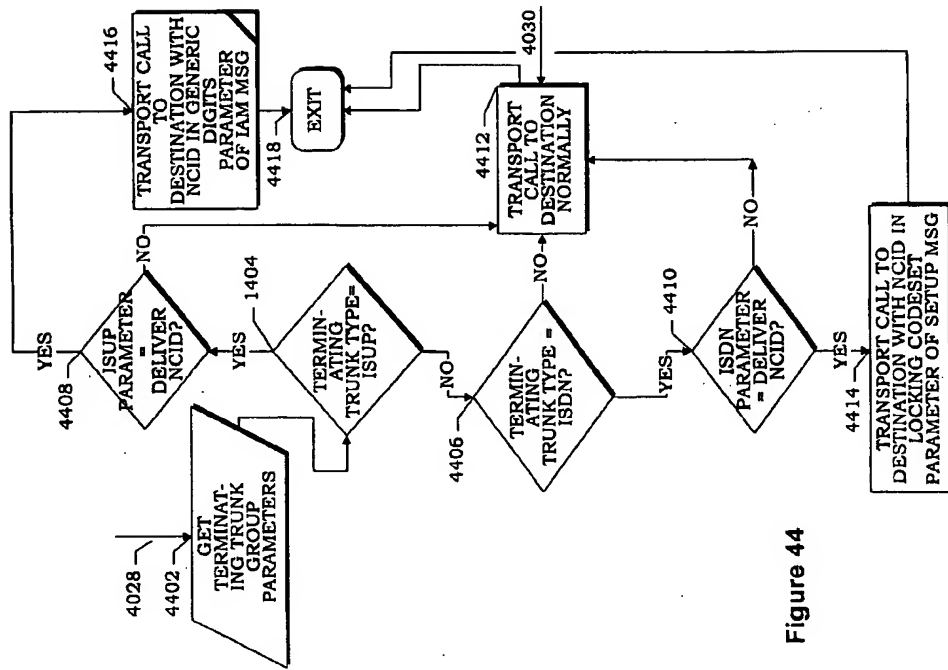 4028
4402
GET
TERMINAT-
ING TRUNK
GROUP
PARAMETERS
1404
TERMIN-
ATING
TRUNK TYPE=
ISUP?
YES
NO
4408
ISUP
PARAMETER
=
DELIVER
NCID?
YES
NO
4416
TRANSPORT CALL
TO
DESTINATION WITH
NCID IN GENERIC
DIGITS
PARAMETER
OF IAM MSG
4418
EXIT
4406
TERMIN-
ATING
TRUNK TYPE =
ISDN?
NO
YES
4412
TRANSPORT
CALL TO
DESTINATION
NORMALLY
4030
4410
ISDN
PARAMETER
= DELIVER
NCID?
NO
YES
4414
TRANSPORT CALL TO
DESTINATION WITH NCID IN
LOCKING CODESET
PARAMETER OF SETUP MSG
Figure 44